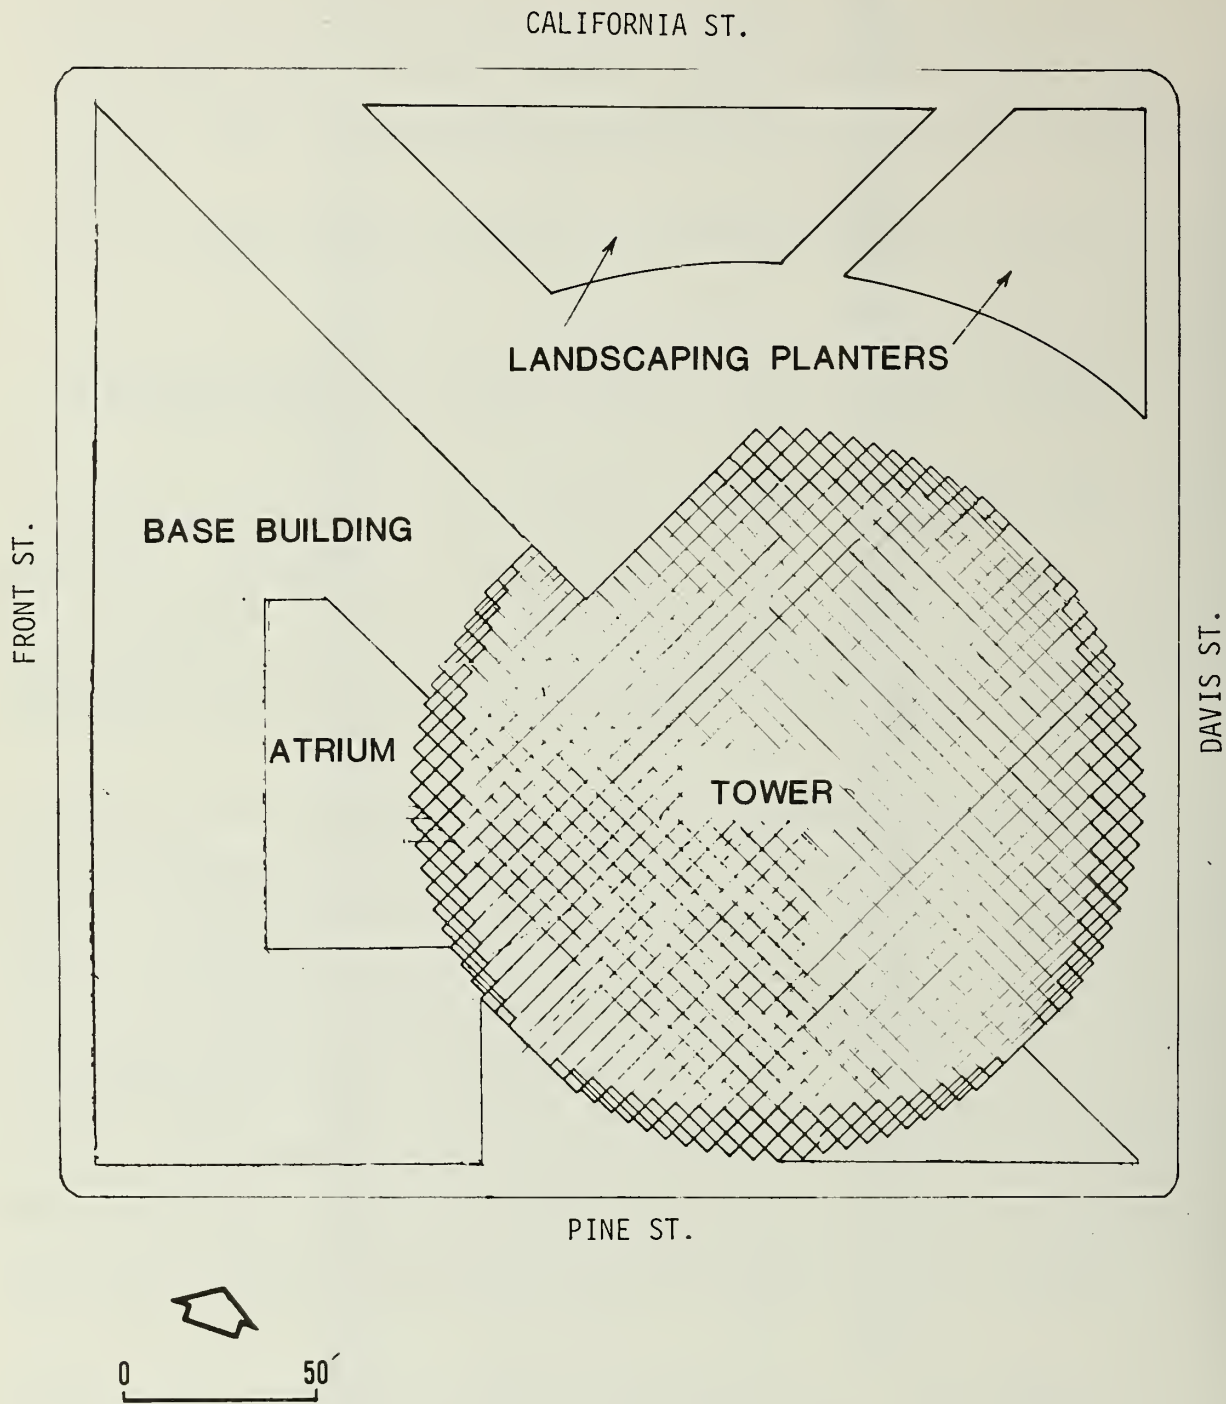 CALIFORNIA ST.
LANDSCAPING PLANTERS
BASE BUILDING
FRONT ST.
ATRIUM
TOWER
DAVIS ST.
PINE ST.
0 50´